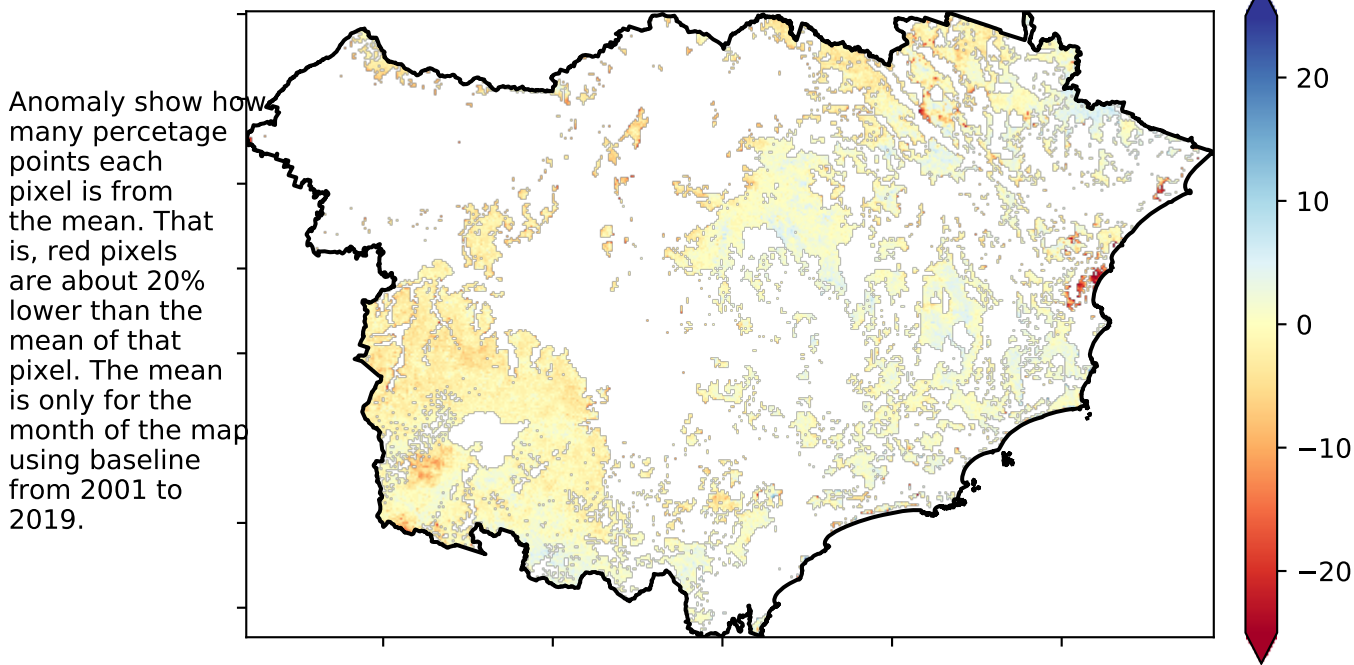 Anomaly show how
many percetage
points each
pixel is from
the mean. That
is, red pixels
are about 20%
lower than the
mean of that
pixel. The mean
is only for the
month of the map
using baseline
from 2001 to
2019.
20
10
0
−10
−20